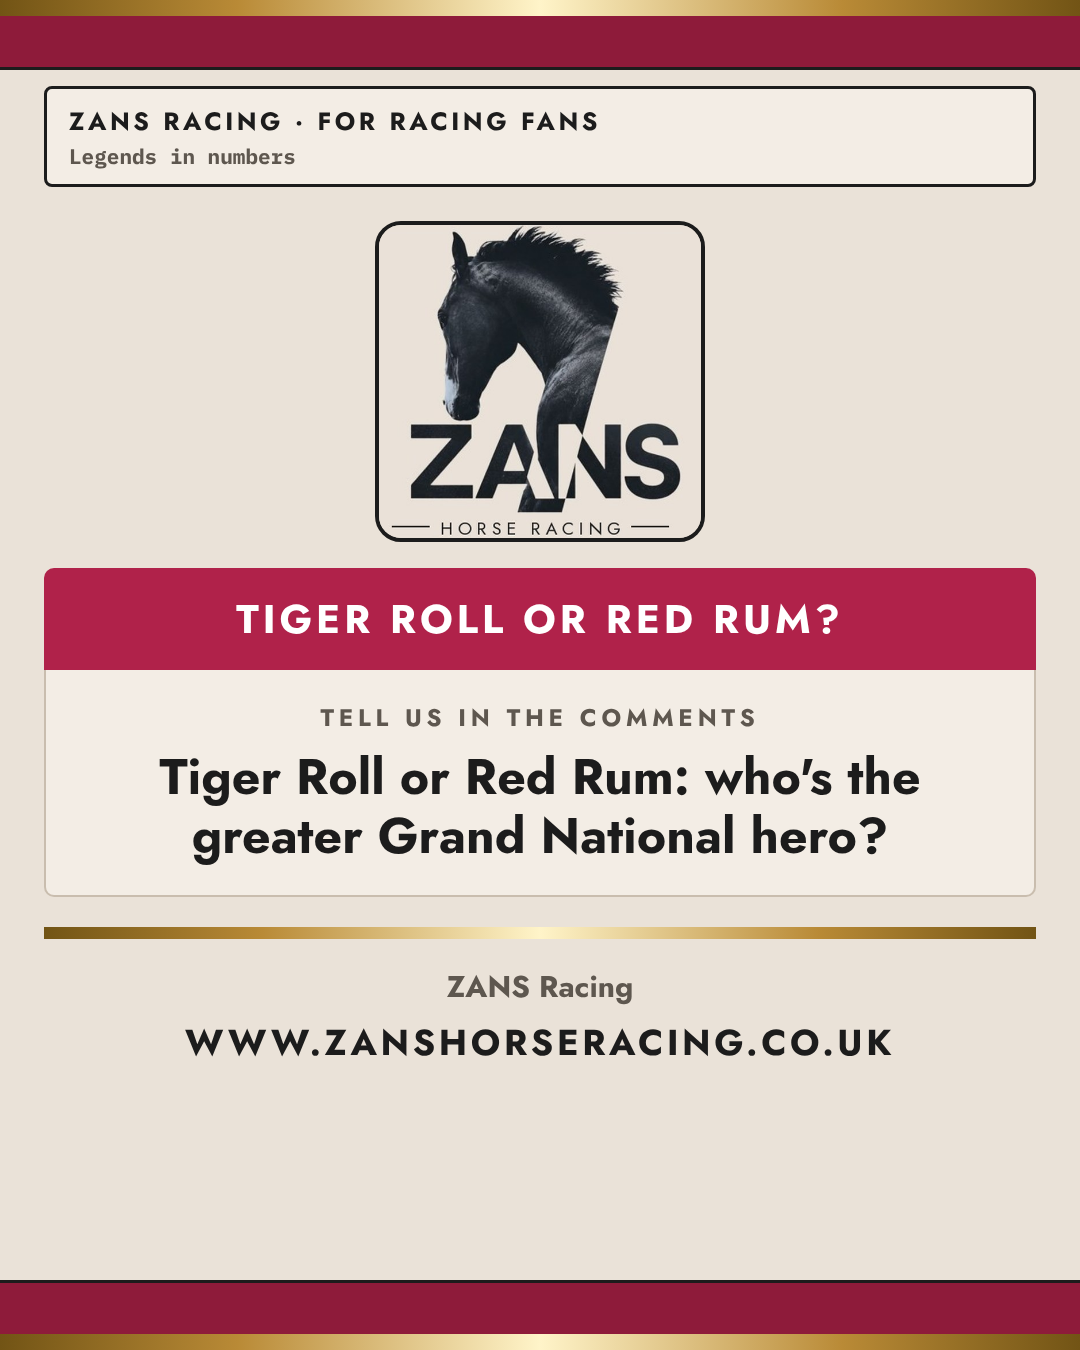 ZANS RACING · FOR RACING FANS
Legends in numbers
ZANS
HORSE RACING
TIGER ROLL OR RED RUM?
TELL US IN THE COMMENTS
Tiger Roll or Red Rum: who's the
greater Grand National hero?
ZANS Racing
WWW.ZANSHORSERACING.CO.UK